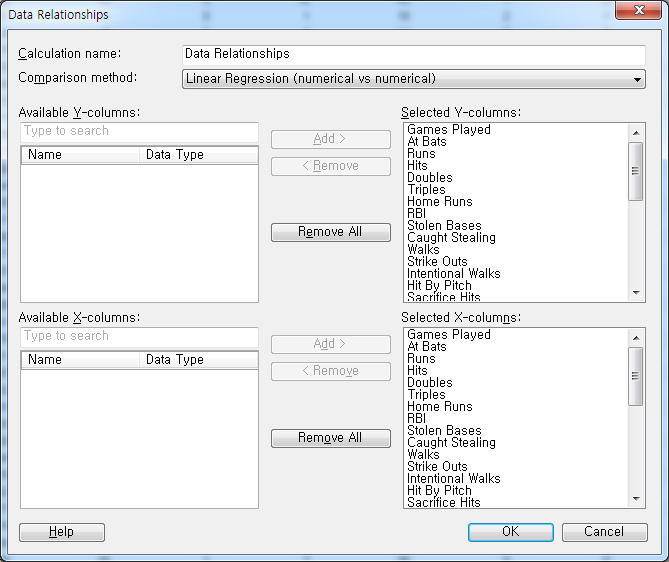 Data Relationships
Calculation name:
Data Relationships
Comparison method:
Linear Regression (numerical vs numerical)
Available Y-columns:
Type to search
Name Data Type
Add >
< Remove
Remove All
Selected Y-columns:
Games Played
At Bats
Runs
Hits
Doubles
Triples
Home Runs
RBI
Stolen Bases
Caught Stealing
Walks
Strike Outs
Intentional Walks
Hit By Pitch
Sacrifice Hits
Available X-columns:
Type to search
Name Data Type
Add >
< Remove
Remove All
Selected X-columns:
Games Played
At Bats
Runs
Hits
Doubles
Triples
Home Runs
RBI
Stolen Bases
Caught Stealing
Walks
Strike Outs
Intentional Walks
Hit By Pitch
Sacrifice Hits
Help
OK
Cancel